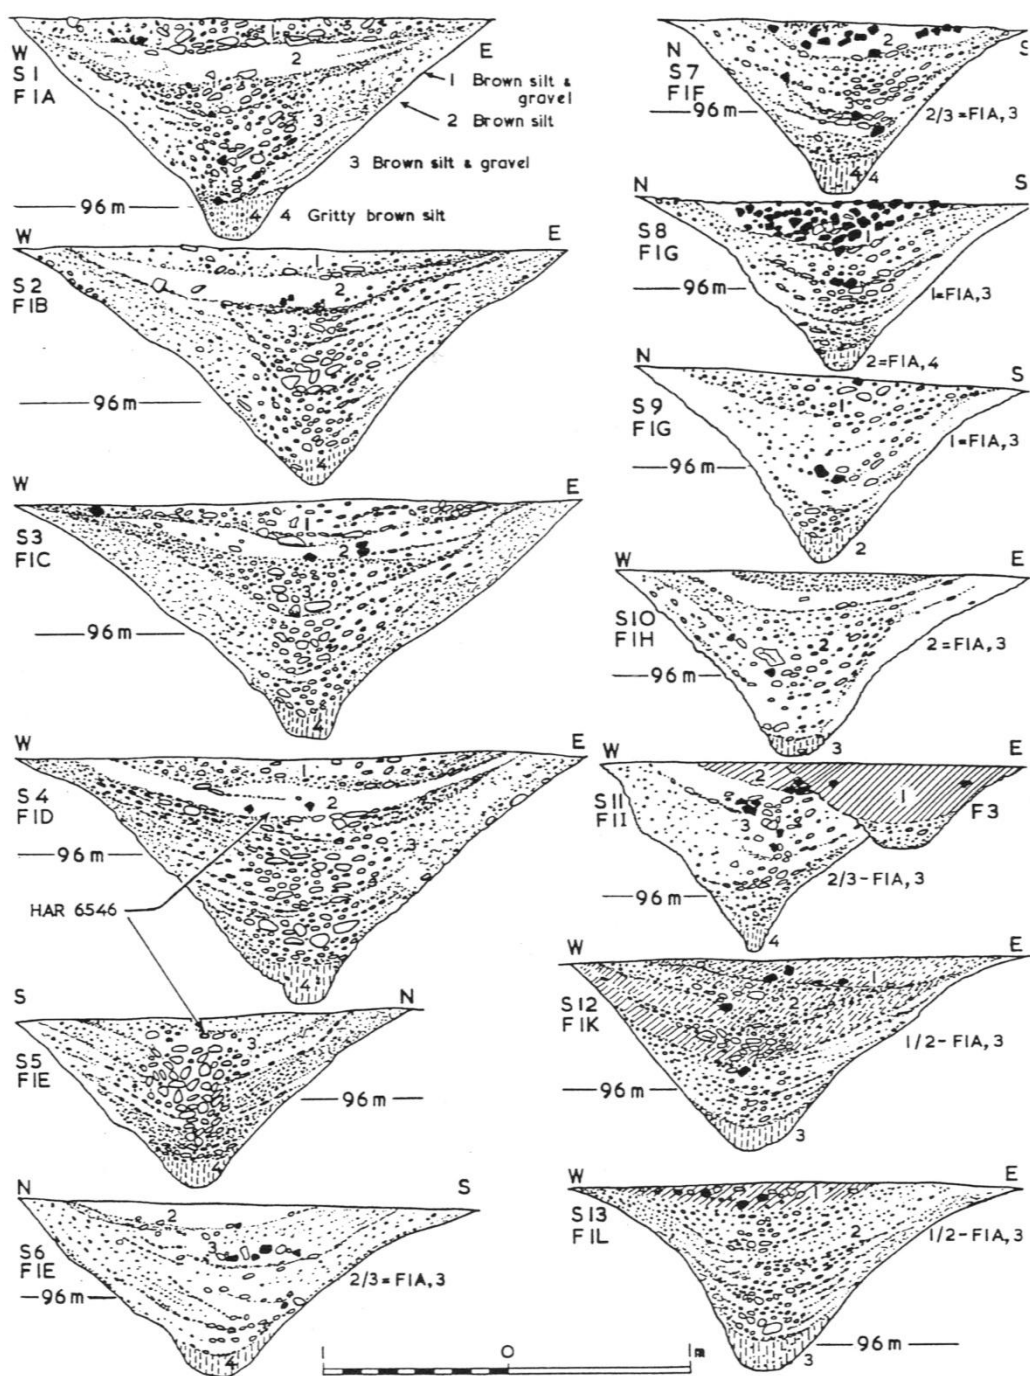 W
E
S1
F1A
1
2
3
4
1 Brown silt &
gravel
2 Brown silt
3 Brown silt & gravel
4 Gritty brown silt
96m
W
E
S2
F1B
1
2
3
4
96m
W
E
S3
F1C
1
2
3
4
96m
W
E
S4
F1D
1
2
3
4
96m
HAR 6546
S
N
S5
F1E
3
4
96m
N
S
S6
F1E
2
3
4
96m
2/3=F1A,3
1
0
1m
N
S
S7
F1F
2
3
4
4
96m
2/3=F1A,3
N
S
S8
F1G
1
96m
1=F1A,3
2=F1A,4
N
S
S9
F1G
1
96m
1=F1A,3
2
W
E
S10
F1H
2
96m
2=F1A,3
3
W
E
S11
F1I
2
1
3
F3
96m
2/3-F1A,3
4
W
E
S12
F1K
1
2
96m
1/2-F1A,3
3
W
E
S13
F1L
1
2
1/2-F1A,3
96m
3